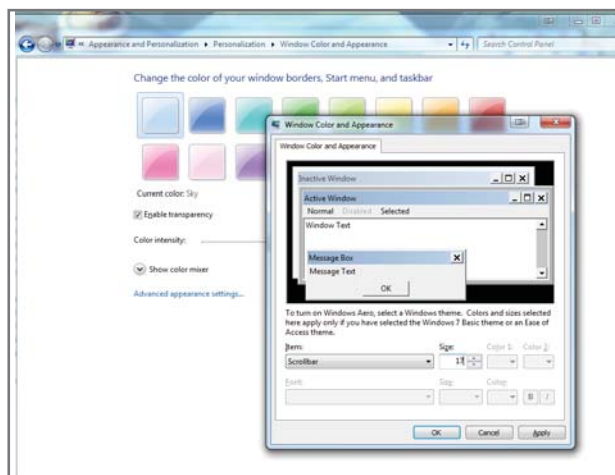 Appearance and Personalization ▸ Personalization ▸ Window Color and Appearance
Search Control Panel
Change the color of your window borders, Start menu, and taskbar
Current color: Sky
Enable transparency
Color intensity:
Show color mixer
Advanced appearance settings...
Window Color and Appearance
Window Color and Appearance
Inactive Window
Active Window
Normal Disabled Selected
Window Text
Message Box
Message Text
OK
To turn on Windows Aero, select a Windows theme. Colors and sizes selected
here apply only if you have selected the Windows 7 Basic theme or an Ease of
Access theme.
Item: Size: Color 1: Color 2:
Scrollbar 17
Font: Size: Color:
B I
OK Cancel Apply